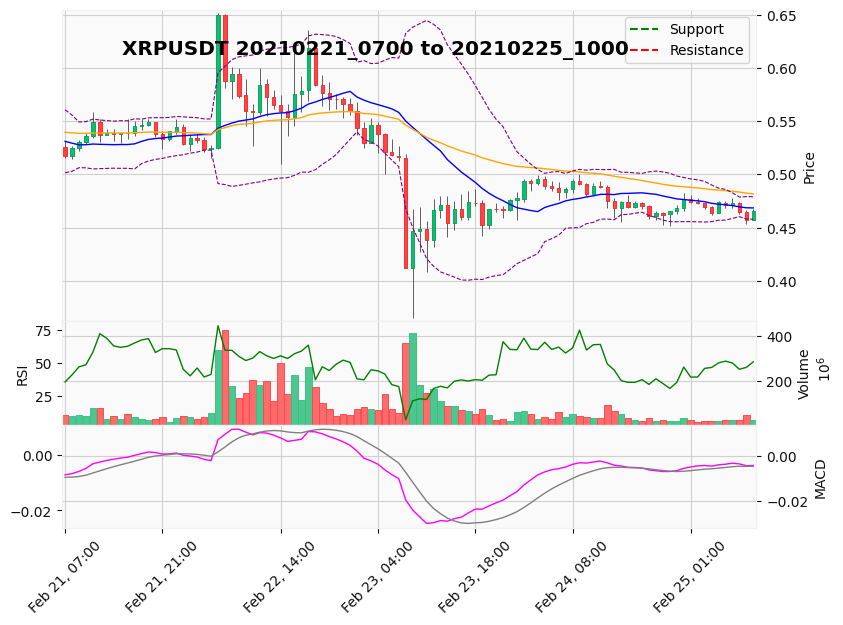 XRPUSDT 20210221_0700 to 20210225_1000
Support
Resistance
0.65
0.60
0.55
0.50
0.45
0.40
Price
75
50
25
RSI
400
200
Volume
10^6
0.00
−0.02
0.00
−0.02
MACD
Feb 21, 07:00
Feb 21, 21:00
Feb 22, 14:00
Feb 23, 04:00
Feb 23, 18:00
Feb 24, 08:00
Feb 25, 01:00